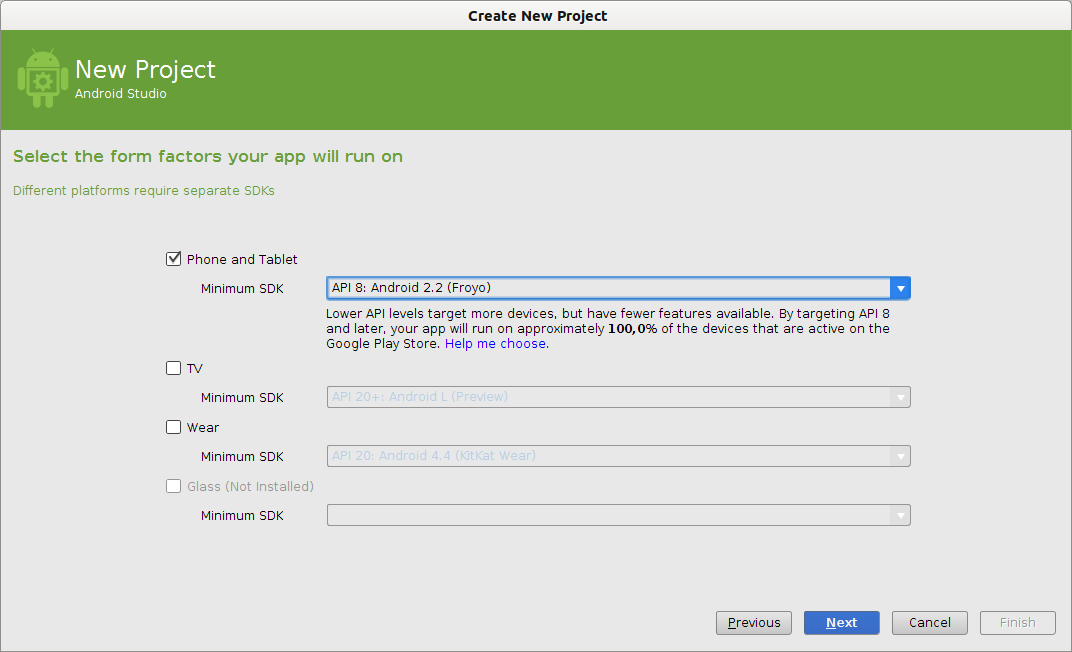 Create New Project
New Project
Android Studio
Select the form factors your app will run on
Different platforms require separate SDKs
Phone and Tablet
Minimum SDK
API 8: Android 2.2 (Froyo)
Lower API levels target more devices, but have fewer features available. By targeting API 8
and later, your app will run on approximately 100,0% of the devices that are active on the
Google Play Store. Help me choose.
TV
Minimum SDK
API 20+: Android L (Preview)
Wear
Minimum SDK
API 20: Android 4.4 (KitKat Wear)
Glass (Not Installed)
Minimum SDK
Previous Next Cancel Finish